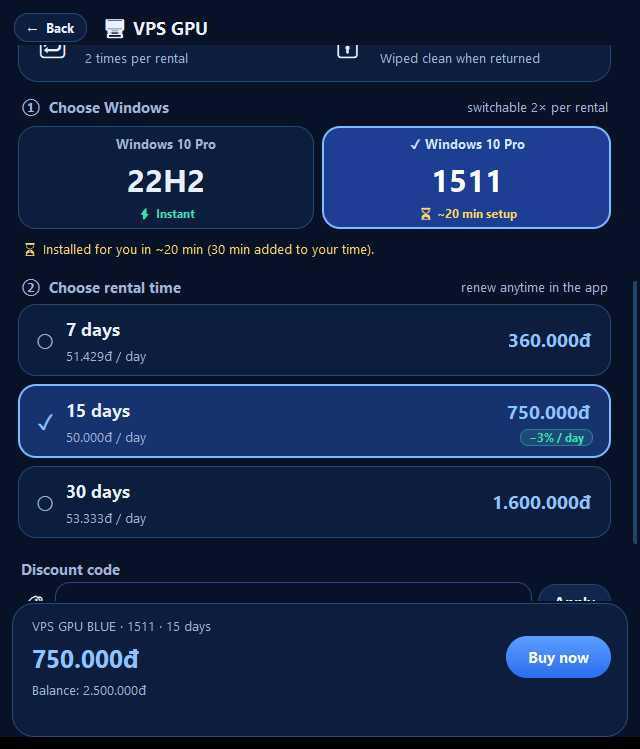 ← Back
VPS GPU
2 times per rental
Wiped clean when returned
① Choose Windows
switchable 2× per rental
Windows 10 Pro
22H2
Instant
✓ Windows 10 Pro
1511
~20 min setup
Installed for you in ~20 min (30 min added to your time).
② Choose rental time
renew anytime in the app
7 days
51.429đ / day
360.000đ
15 days
50.000đ / day
750.000đ
−3% / day
30 days
53.333đ / day
1.600.000đ
Discount code
Apply
VPS GPU BLUE · 1511 · 15 days
750.000đ
Balance: 2.500.000đ
Buy now